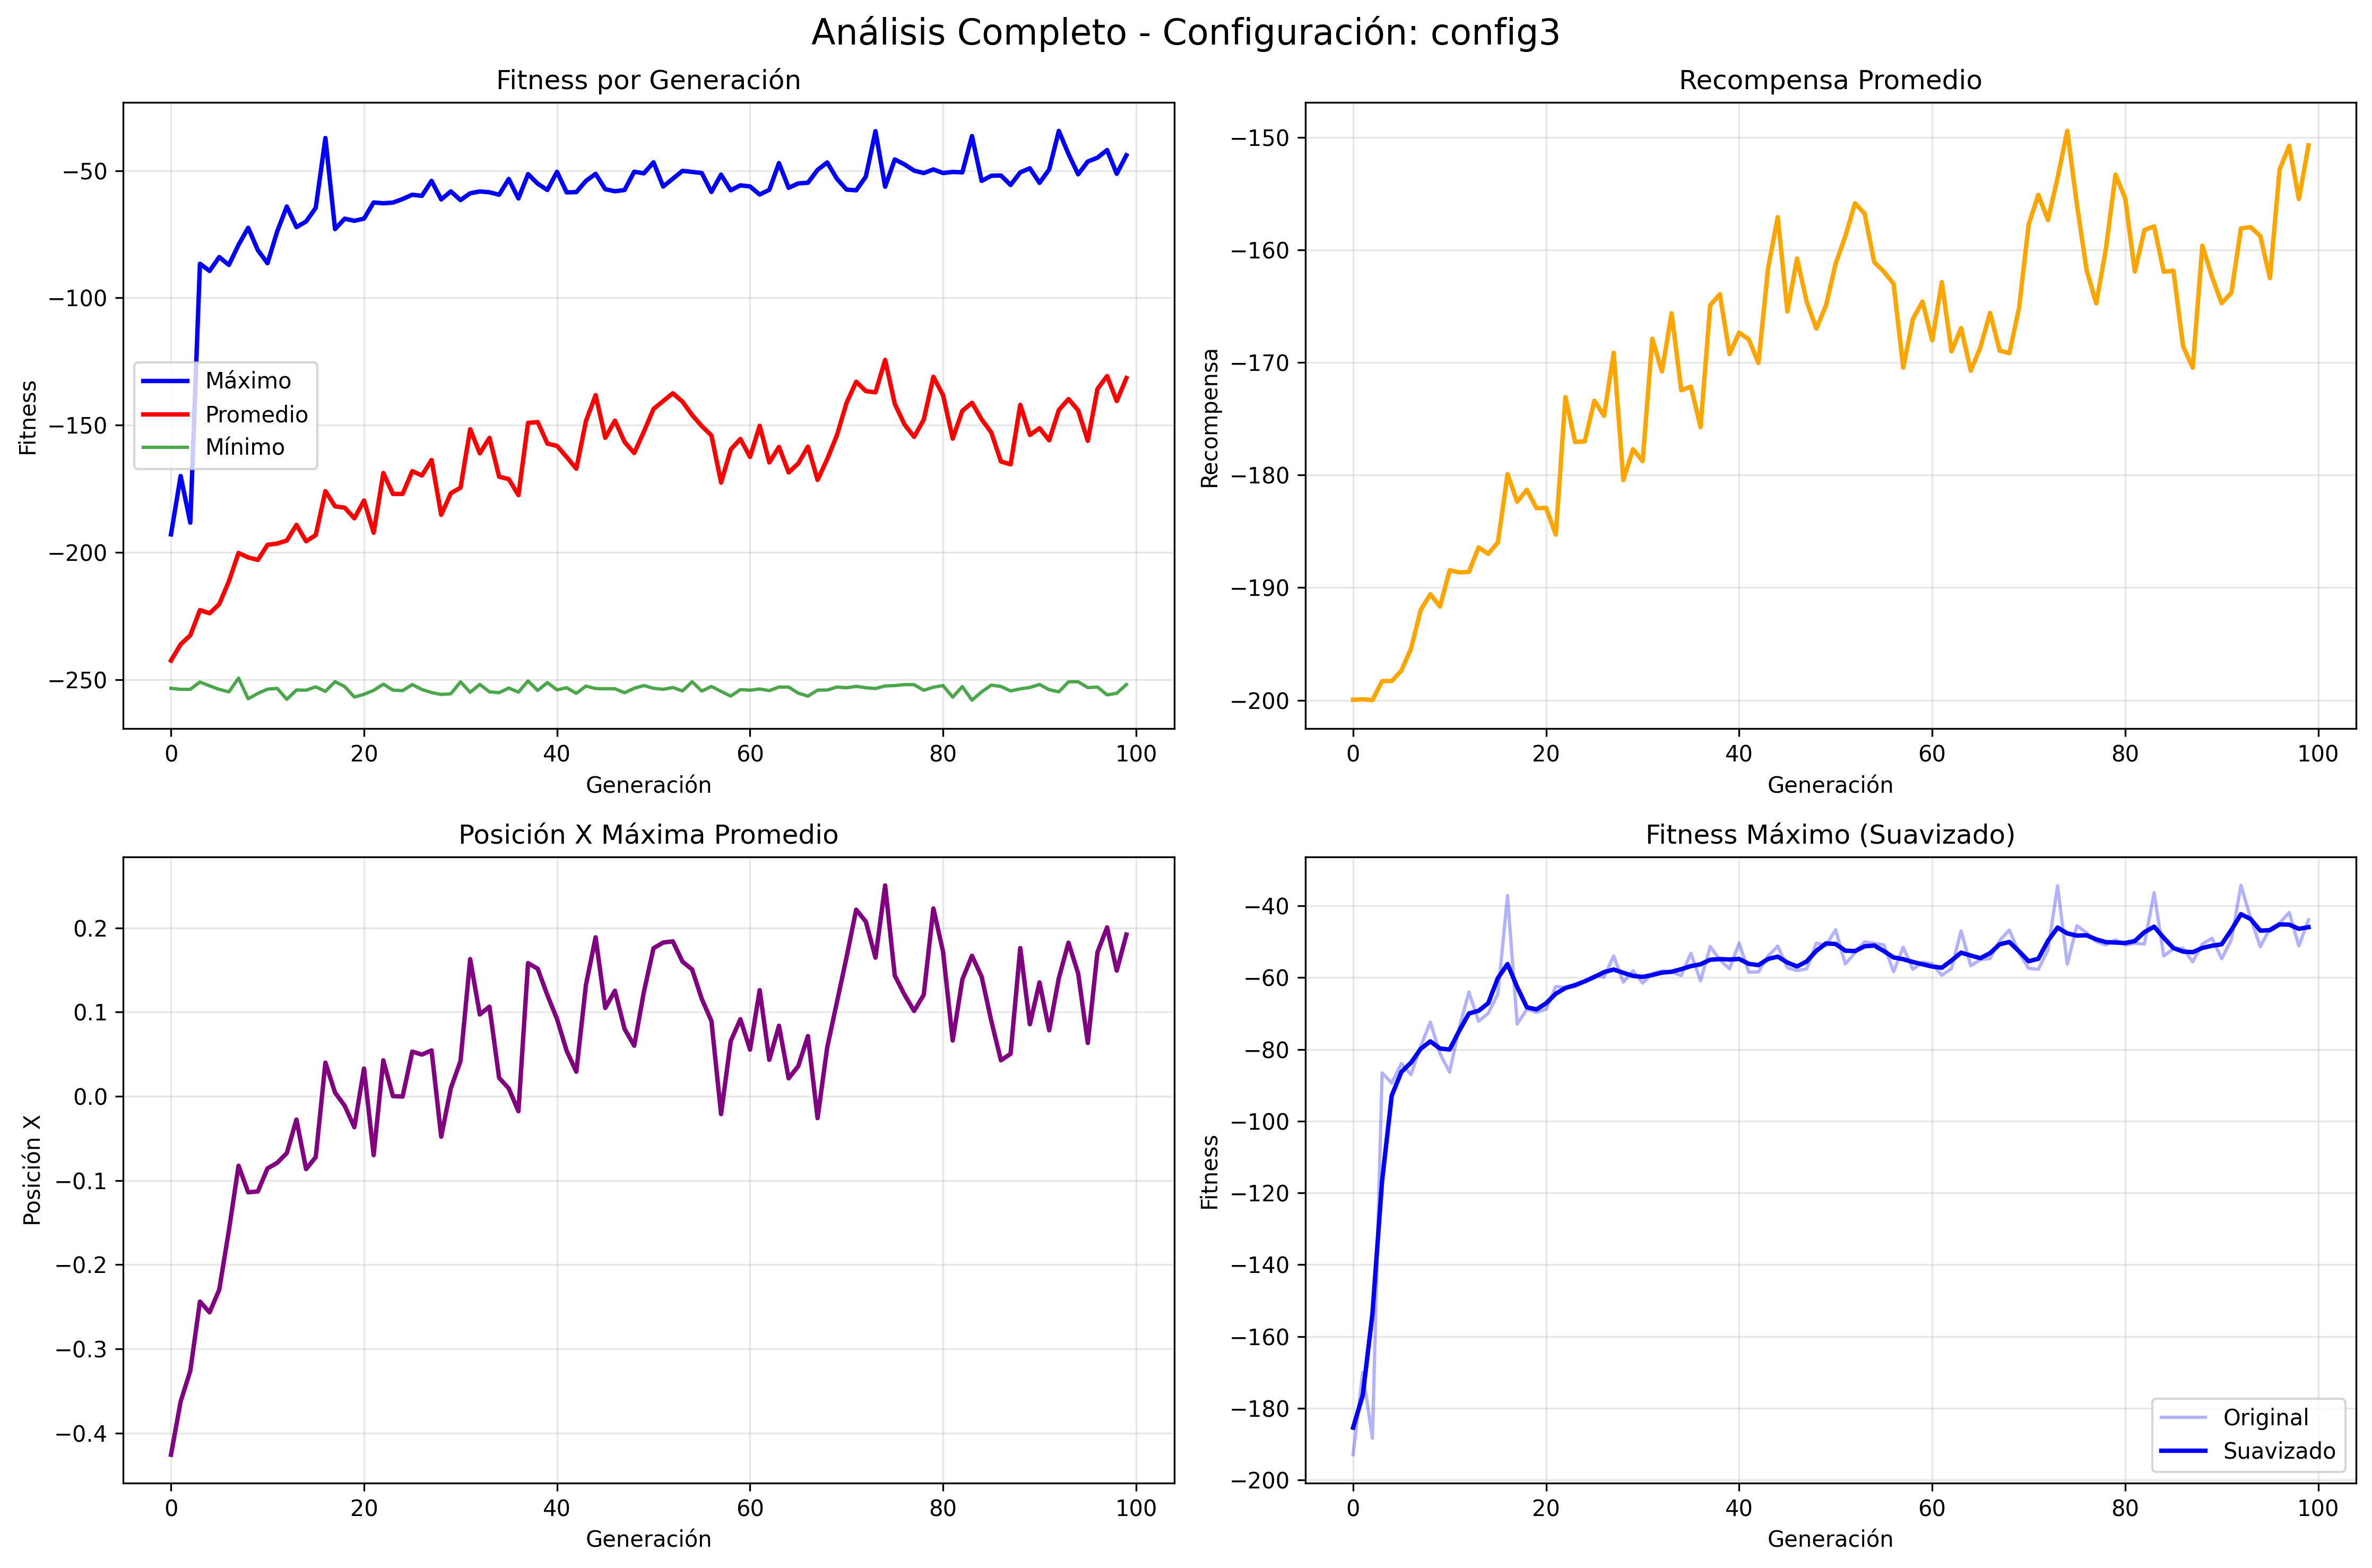 Análisis Completo - Configuración: config3
Fitness por Generación
Fitness
−50
−100
−150
−200
−250
Máximo
Promedio
Mínimo
0 20 40 60 80 100
Generación
Recompensa Promedio
Recompensa
−150
−160
−170
−180
−190
−200
0 20 40 60 80 100
Generación
Posición X Máxima Promedio
Posición X
0.2
0.1
0.0
−0.1
−0.2
−0.3
−0.4
0 20 40 60 80 100
Generación
Fitness Máximo (Suavizado)
Fitness
−40
−60
−80
−100
−120
−140
−160
−180
−200
Original
Suavizado
0 20 40 60 80 100
Generación